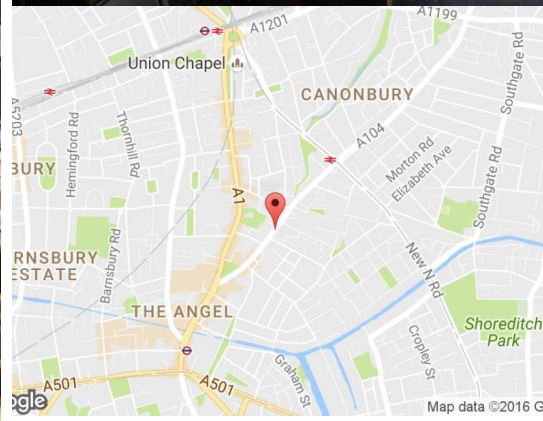 A1199
A1201
Union Chapel
CANONBURY
Southgate Rd
A5203
Hemingford Rd
Thornhill Rd
A104
Morton Rd
Elizabeth Ave
BURY
A1
Southgate Rd
RNSBURY
ESTATE
Barnsbury Rd
New N Rd
THE ANGEL
Shoreditch
Park
Cropley St
Graham St
A501
A501
ogle
Map data ©2016 G